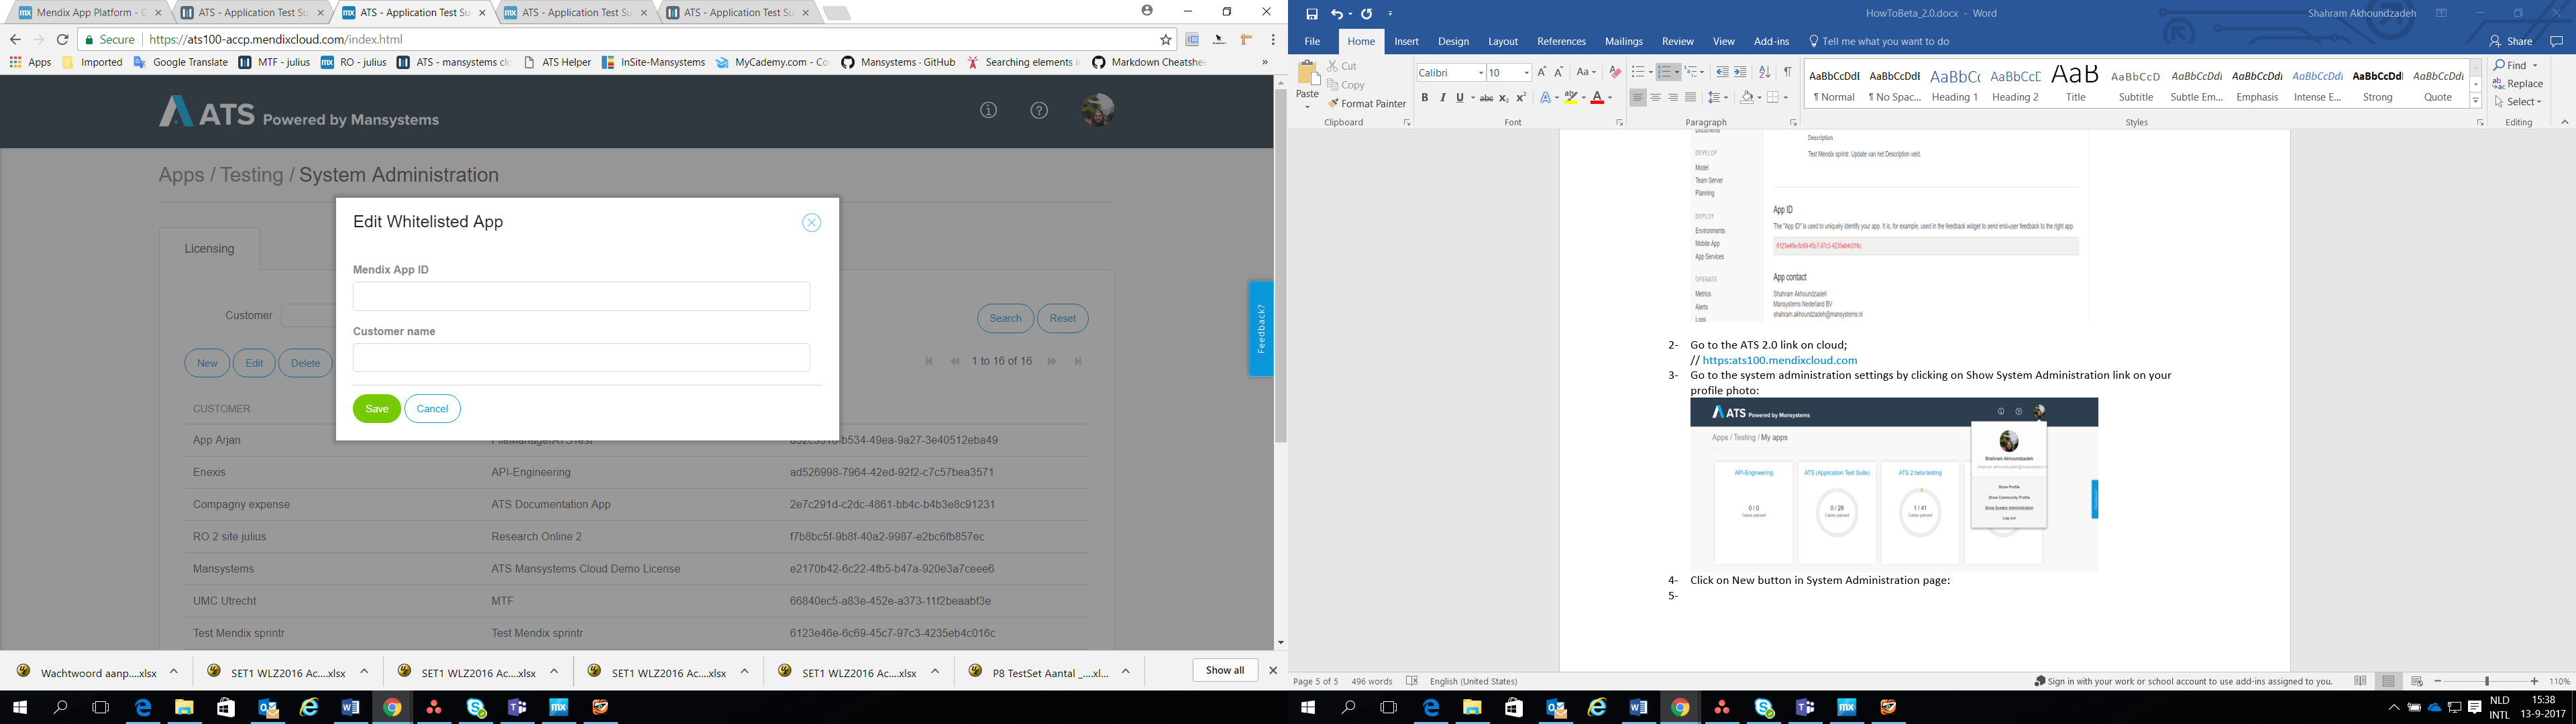 Mendix App Platform - G
ATS - Application Test Su
ATS - Application Test Su
ATS - Application Test Su
ATS - Application Test Su
Secure
https://ats100-accp.mendixcloud.com/index.html
Apps
Imported
Google Translate
MTF - julius
RO - julius
ATS - mansystems clo
ATS Helper
InSite-Mansystems
MyCademy.com - Co
Mansystems · GitHub
Searching elements i
Markdown Cheatshe
»
ATS Powered by Mansystems
Apps / Testing / System Administration
Licensing
Customer
Search
Reset
New
Edit
Delete
1 to 16 of 16
Edit Whitelisted App
Mendix App ID
Customer name
Save
Cancel
Feedback?
CUSTOMER
App Arjan
Enexis API-Engineering ad526998-7964-42ed-92f2-c7c57bea3571
Compagny expense ATS Documentation App 2e7c291d-c2dc-4861-bb4c-b4b3e8c91231
RO 2 site julius Research Online 2 f7b8bc5f-9b8f-40a2-9987-e2bc6fb857ec
Mansystems ATS Mansystems Cloud Demo License e2170b42-6c22-4fb5-b47a-920e3a7ceee6
UMC Utrecht MTF 66840ec5-a83e-452e-a373-11f2beaabf3e
Test Mendix sprintr Test Mendix sprintr 6123e46e-6c69-45c7-97c3-4235eb4c016c
Wachtwoord aanp....xlsx
SET1 WLZ2016 Ac....xlsx
SET1 WLZ2016 Ac....xlsx
SET1 WLZ2016 Ac....xlsx
SET1 WLZ2016 Ac....xlsx
P8 TestSet Aantal _....xl...
Show all
HowToBeta_2.0.docx - Word
Shahram Akhoundzadeh
File Home Insert Design Layout References Mailings Review View Add-ins
Tell me what you want to do
Share
Paste
Cut
Copy
Format Painter
Clipboard
Calibri
10
Font
Paragraph
AaBbCcDdE AaBbCcDdE AaBbCc AaBbCcE AaB AaBbCcD AaBbCcDdE AaBbCcDdE AaBbCcDdE AaBbCcDdE AaBbCcDdE
¶ Normal
¶ No Spac...
Heading 1
Heading 2
Title
Subtitle
Subtle Em...
Emphasis
Intense E...
Strong
Quote
Styles
Find
Replace
Select
Editing
Documents
DEVELOP
Model
Team Server
Planning
DEPLOY
Environments
Mobile App
App Services
OPERATE
Metrics
Alerts
Logs
Description
Test Mendix sprintr. Update van het Description veld.
App ID
The "App ID" is used to uniquely identify your app. It is, for example, used in the feedback widget to send end-user feedback to the right app.
6123e46e-6c69-45c7-97c3-4235eb4c016c
App contact
Shahram Akhoundzadeh
Mansystems Nederland BV
shahram.akhoundzadeh@mansystems.nl
2- Go to the ATS 2.0 link on cloud;
// https:ats100.mendixcloud.com
3- Go to the system administration settings by clicking on Show System Administration link on your
profile photo:
ATS Powered by Mansystems
Apps / Testing / My apps
API-Engineering
0 / 0
Cases passed
ATS (Application Test Suite)
0 / 28
Cases passed
ATS 2 beta testing
1 / 41
Cases passed
Shahram Akhoundzadeh
Show Profile
Show Community Profile
Show System Administration
Log out
4- Click on New button in System Administration page:
5-
Page 5 of 5
496 words
English (United States)
Sign in with your work or school account to use add-ins assigned to you.
110%
NLD
INTL
15:38
13-9-2017